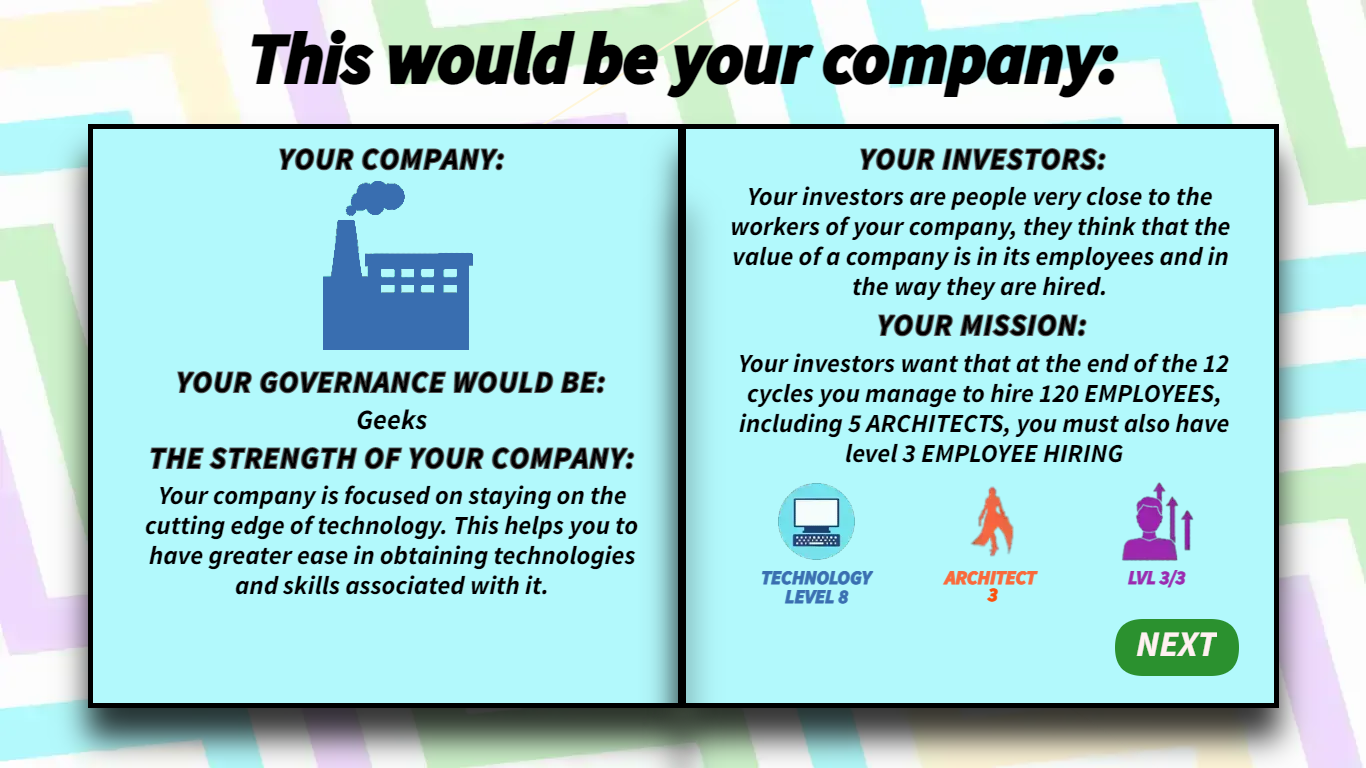 This would be your company:
YOUR COMPANY:
YOUR GOVERNANCE WOULD BE:
Geeks
THE STRENGTH OF YOUR COMPANY:
Your company is focused on staying on the
cutting edge of technology. This helps you to
have greater ease in obtaining technologies
and skills associated with it.
YOUR INVESTORS:
Your investors are people very close to the
workers of your company, they think that the
value of a company is in its employees and in
the way they are hired.
YOUR MISSION:
Your investors want that at the end of the 12
cycles you manage to hire 120 EMPLOYEES,
including 5 ARCHITECTS, you must also have
level 3 EMPLOYEE HIRING
TECHNOLOGY
LEVEL 8
ARCHITECT
3
LVL 3/3
NEXT